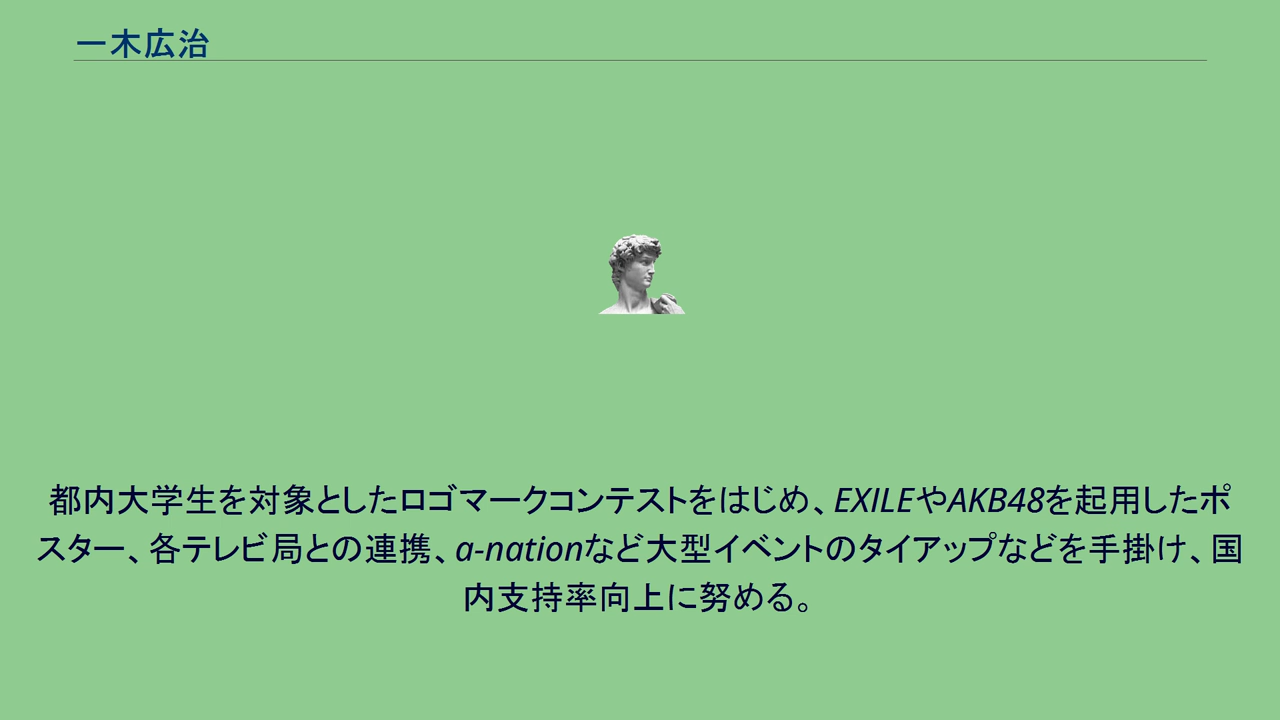 一木広治
都内大学生を対象としたロゴマークコンテストをはじめ、EXILEやAKB48を起用したポ
スター、各テレビ局との連携、a-nationなど大型イベントのタイアップなどを手掛け、国
内支持率向上に努める。